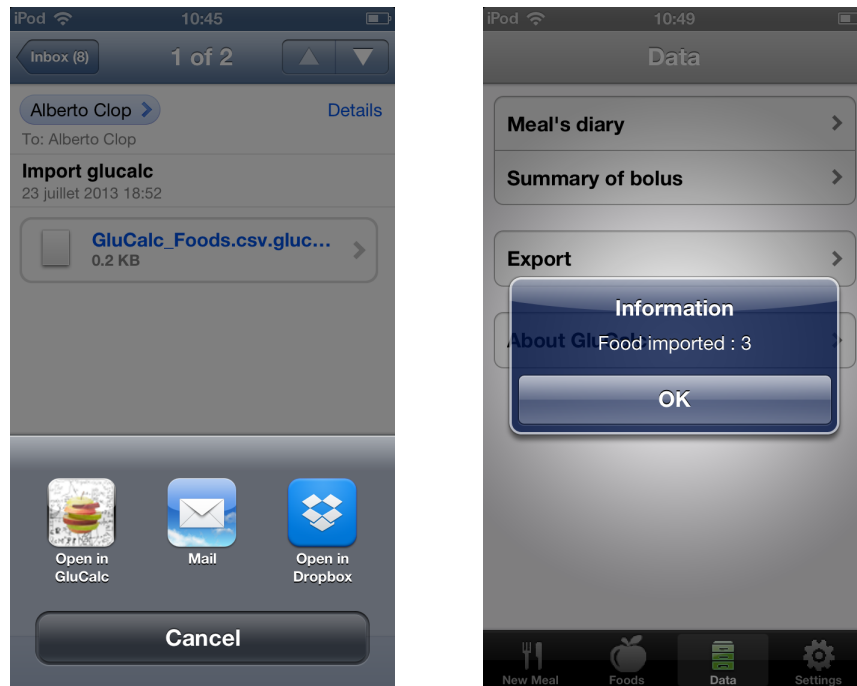 iPod 10:45
Inbox (8) 1 of 2
Alberto Clop Details
To: Alberto Clop
Import glucalc
23 juillet 2013 18:52
GluCalc_Foods.csv.gluc...
0.2 KB
Open in
GluCalc
Mail
Open in
Dropbox
Cancel
iPod 10:49
Data
Meal's diary
Summary of bolus
Export
About Glu
Information
Food imported : 3
OK
New Meal Foods Data Settings